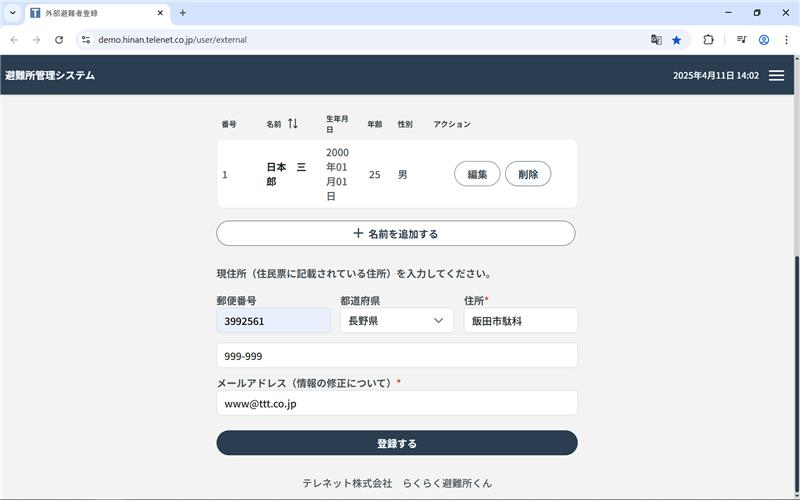 外部避難者登録
demo.hinan.telenet.co.jp/user/external
避難所管理システム
2025年4月11日 14:02
番号 名前 生年月日 年齢 性別 アクション
1 日本　三郎 2000年01月01日 25 男 編集 削除
＋ 名前を追加する
現住所（住民票に記載されている住所）を入力してください。
郵便番号 都道府県 住所*
3992561 長野県 飯田市駄科
999-999
メールアドレス（情報の修正について）*
www@ttt.co.jp
登録する
テレネット株式会社　らくらく避難所くん